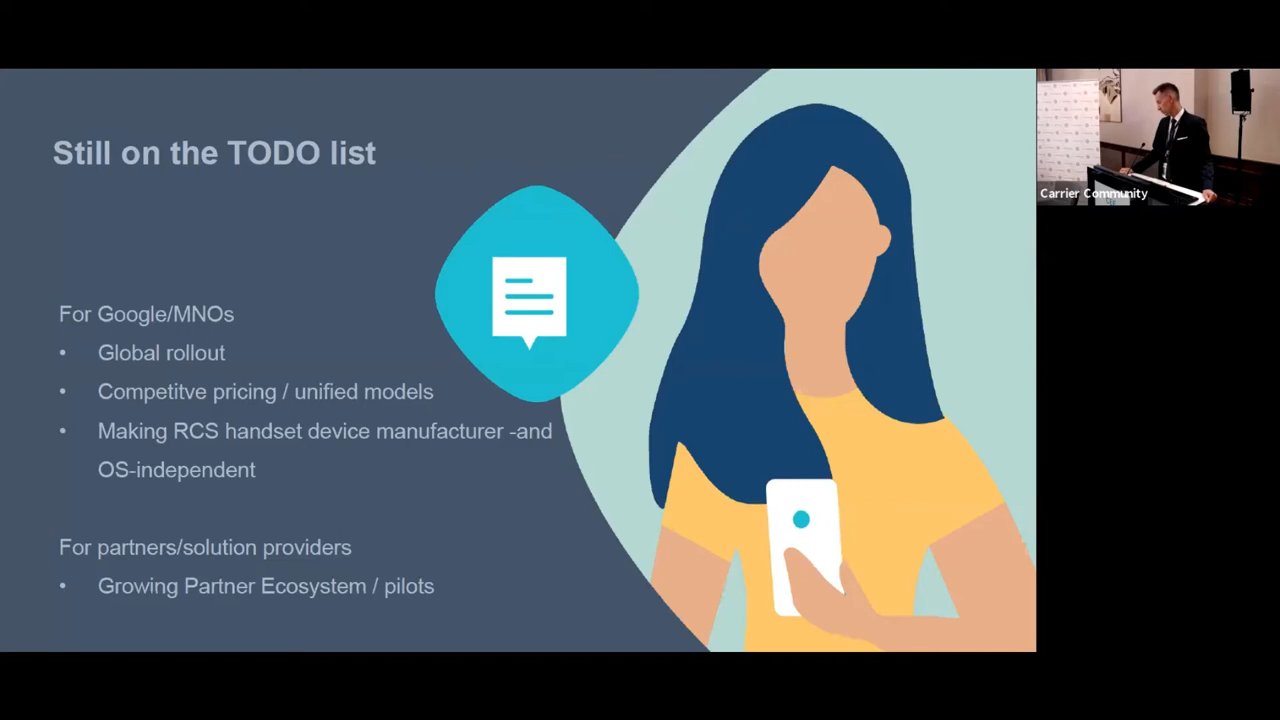 Still on the TODO list
For Google/MNOs
• Global rollout
• Competitve pricing / unified models
• Making RCS handset device manufacturer -and
OS-independent
For partners/solution providers
• Growing Partner Ecosystem / pilots
Carrier Community